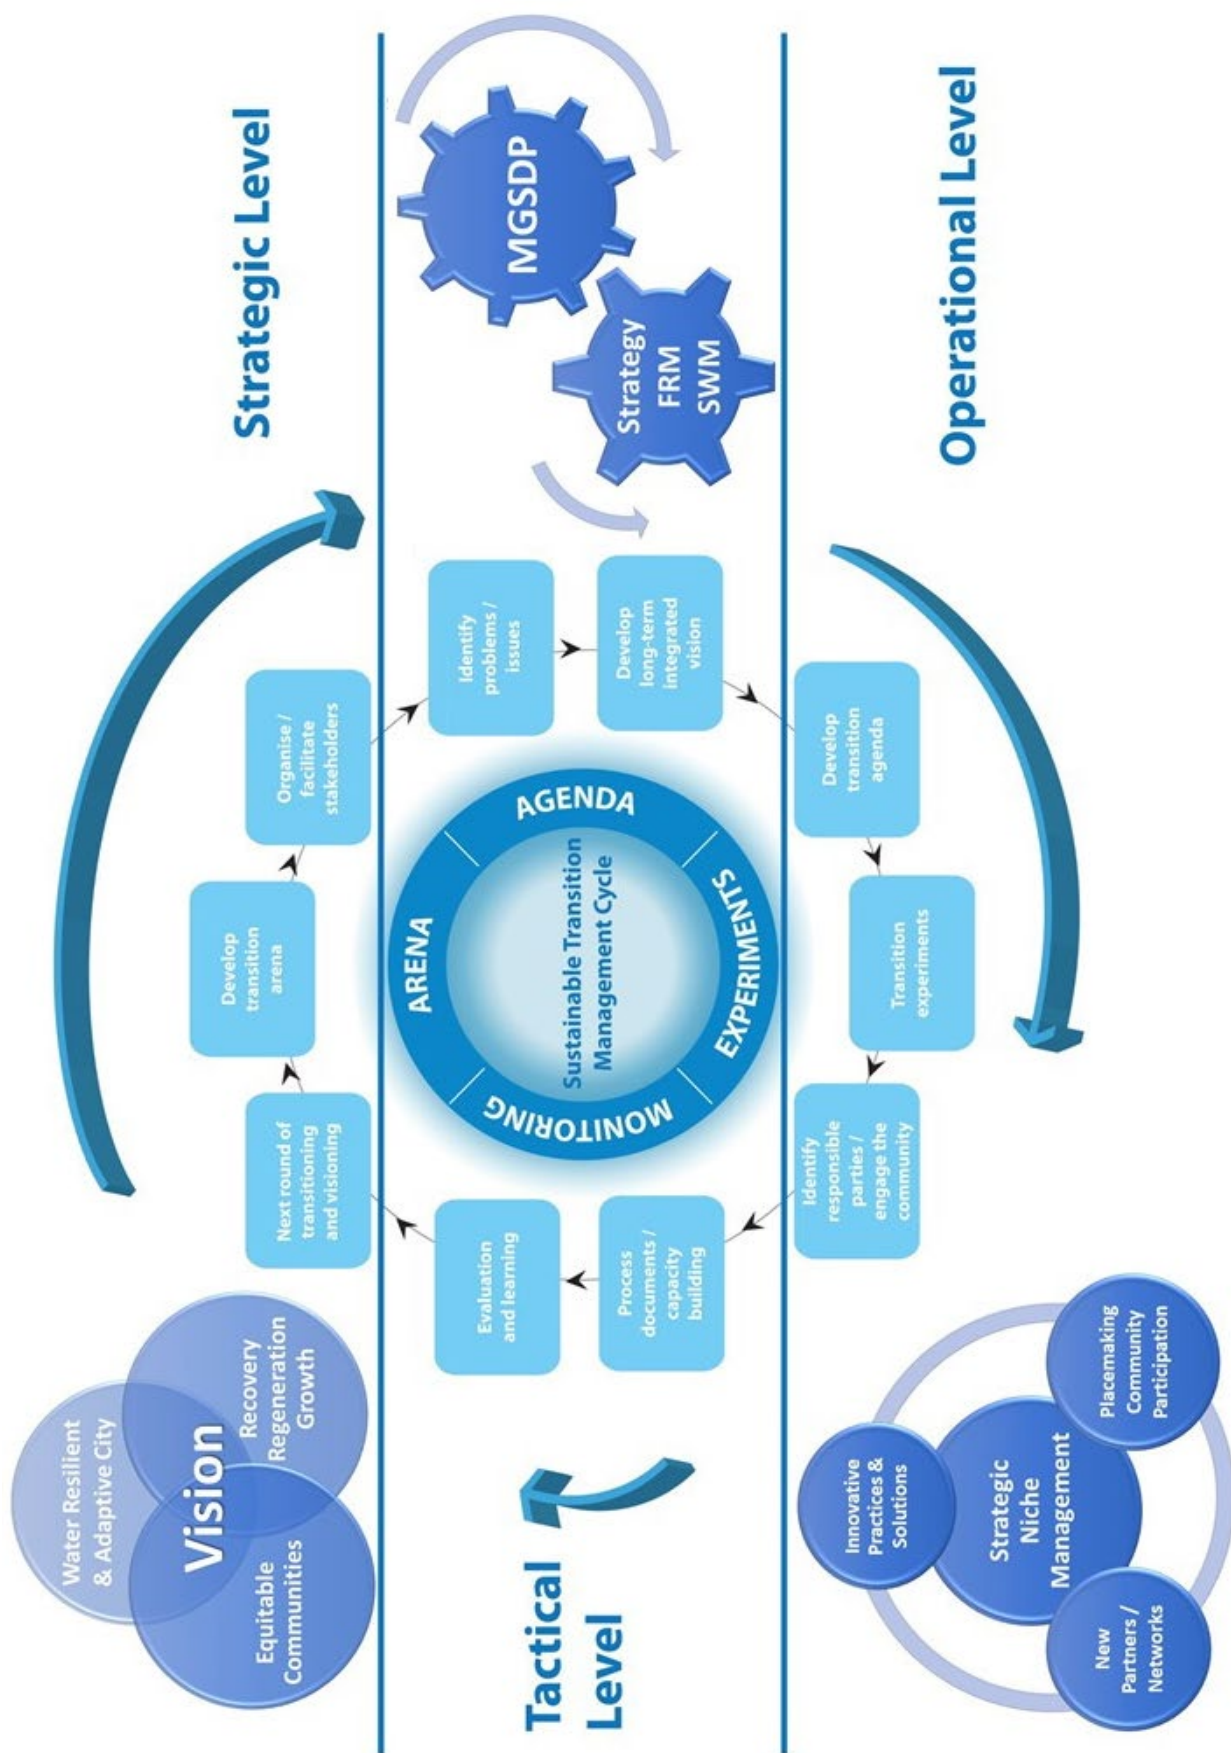 Water Resilient
& Adaptive City
Vision
Equitable
Communities
Recovery
Regeneration
Growth
Strategic Level
Next round of
transitioning
and visioning
Develop
transition
arena
Organise /
facilitate
stakeholders
Tactical
Level
Evaluation
and learning
Process
documents /
capacity
building
ARENA
AGENDA
EXPERIMENTS
MONITORING
Sustainable Transition
Management Cycle
Identify
problems /
issues
Develop
long-term
integrated
vision
MGSDP
Strategy
FRM
SWM
Identify
responsible
parties /
engage the
community
Transition
experiments
Develop
transition
agenda
Operational Level
Innovative
Practices &
Solutions
Strategic
Niche
Management
New
Partners /
Networks
Placemaking
Community
Participation